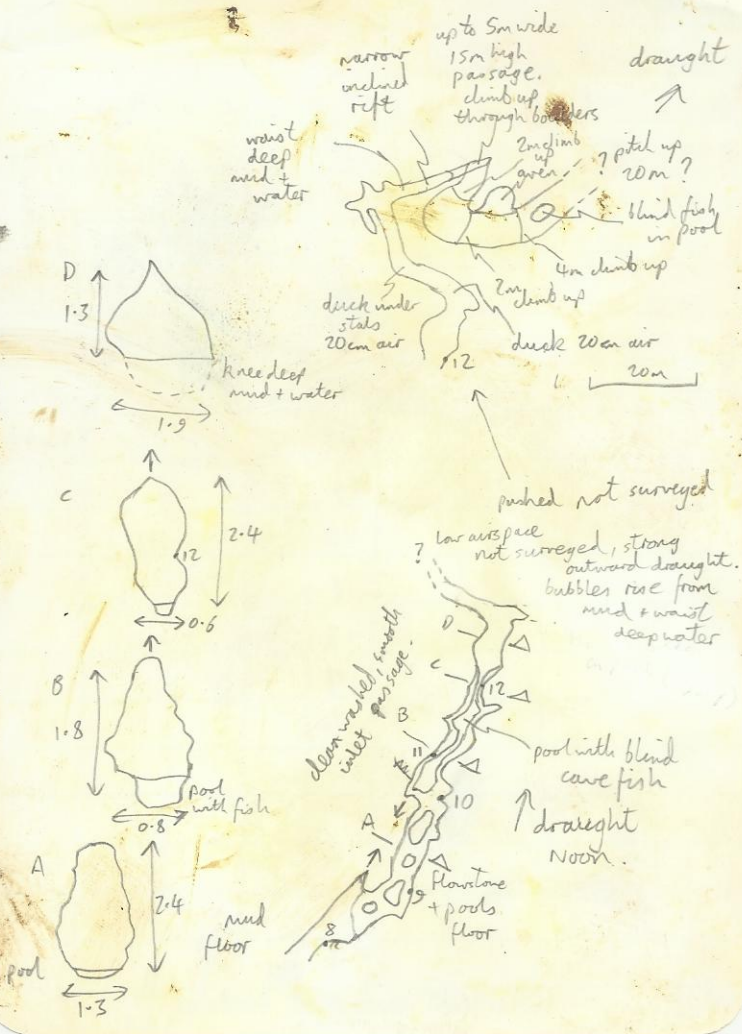 up to 5m wide
15m high
passage.
climb up
through boulders
narrow
inclined
rift
draught
waist
deep
mud +
water
2m climb
up
given
? pitch up
20m ?
blind fish
in pool
4m climb up
2m
climb up
duck under
stals
20cm air
duck 20cm air
12
20m
pushed not surveyed
D
1.3
knee deep
mud + water
1.9
C
2.4
12
0.6
B
1.8
pool
with fish
0.8
A
2.4
pool
1.3
mud
floor
? low airspace
not surveyed, strong
outward draught.
bubbles rise from
mud + waist
deep water
clean washed, smooth
inlet passage.
D
C
12
B
11
pool with blind
cave fish
10
A
draught
Noon.
9
flowstone
+ pools
floor
8